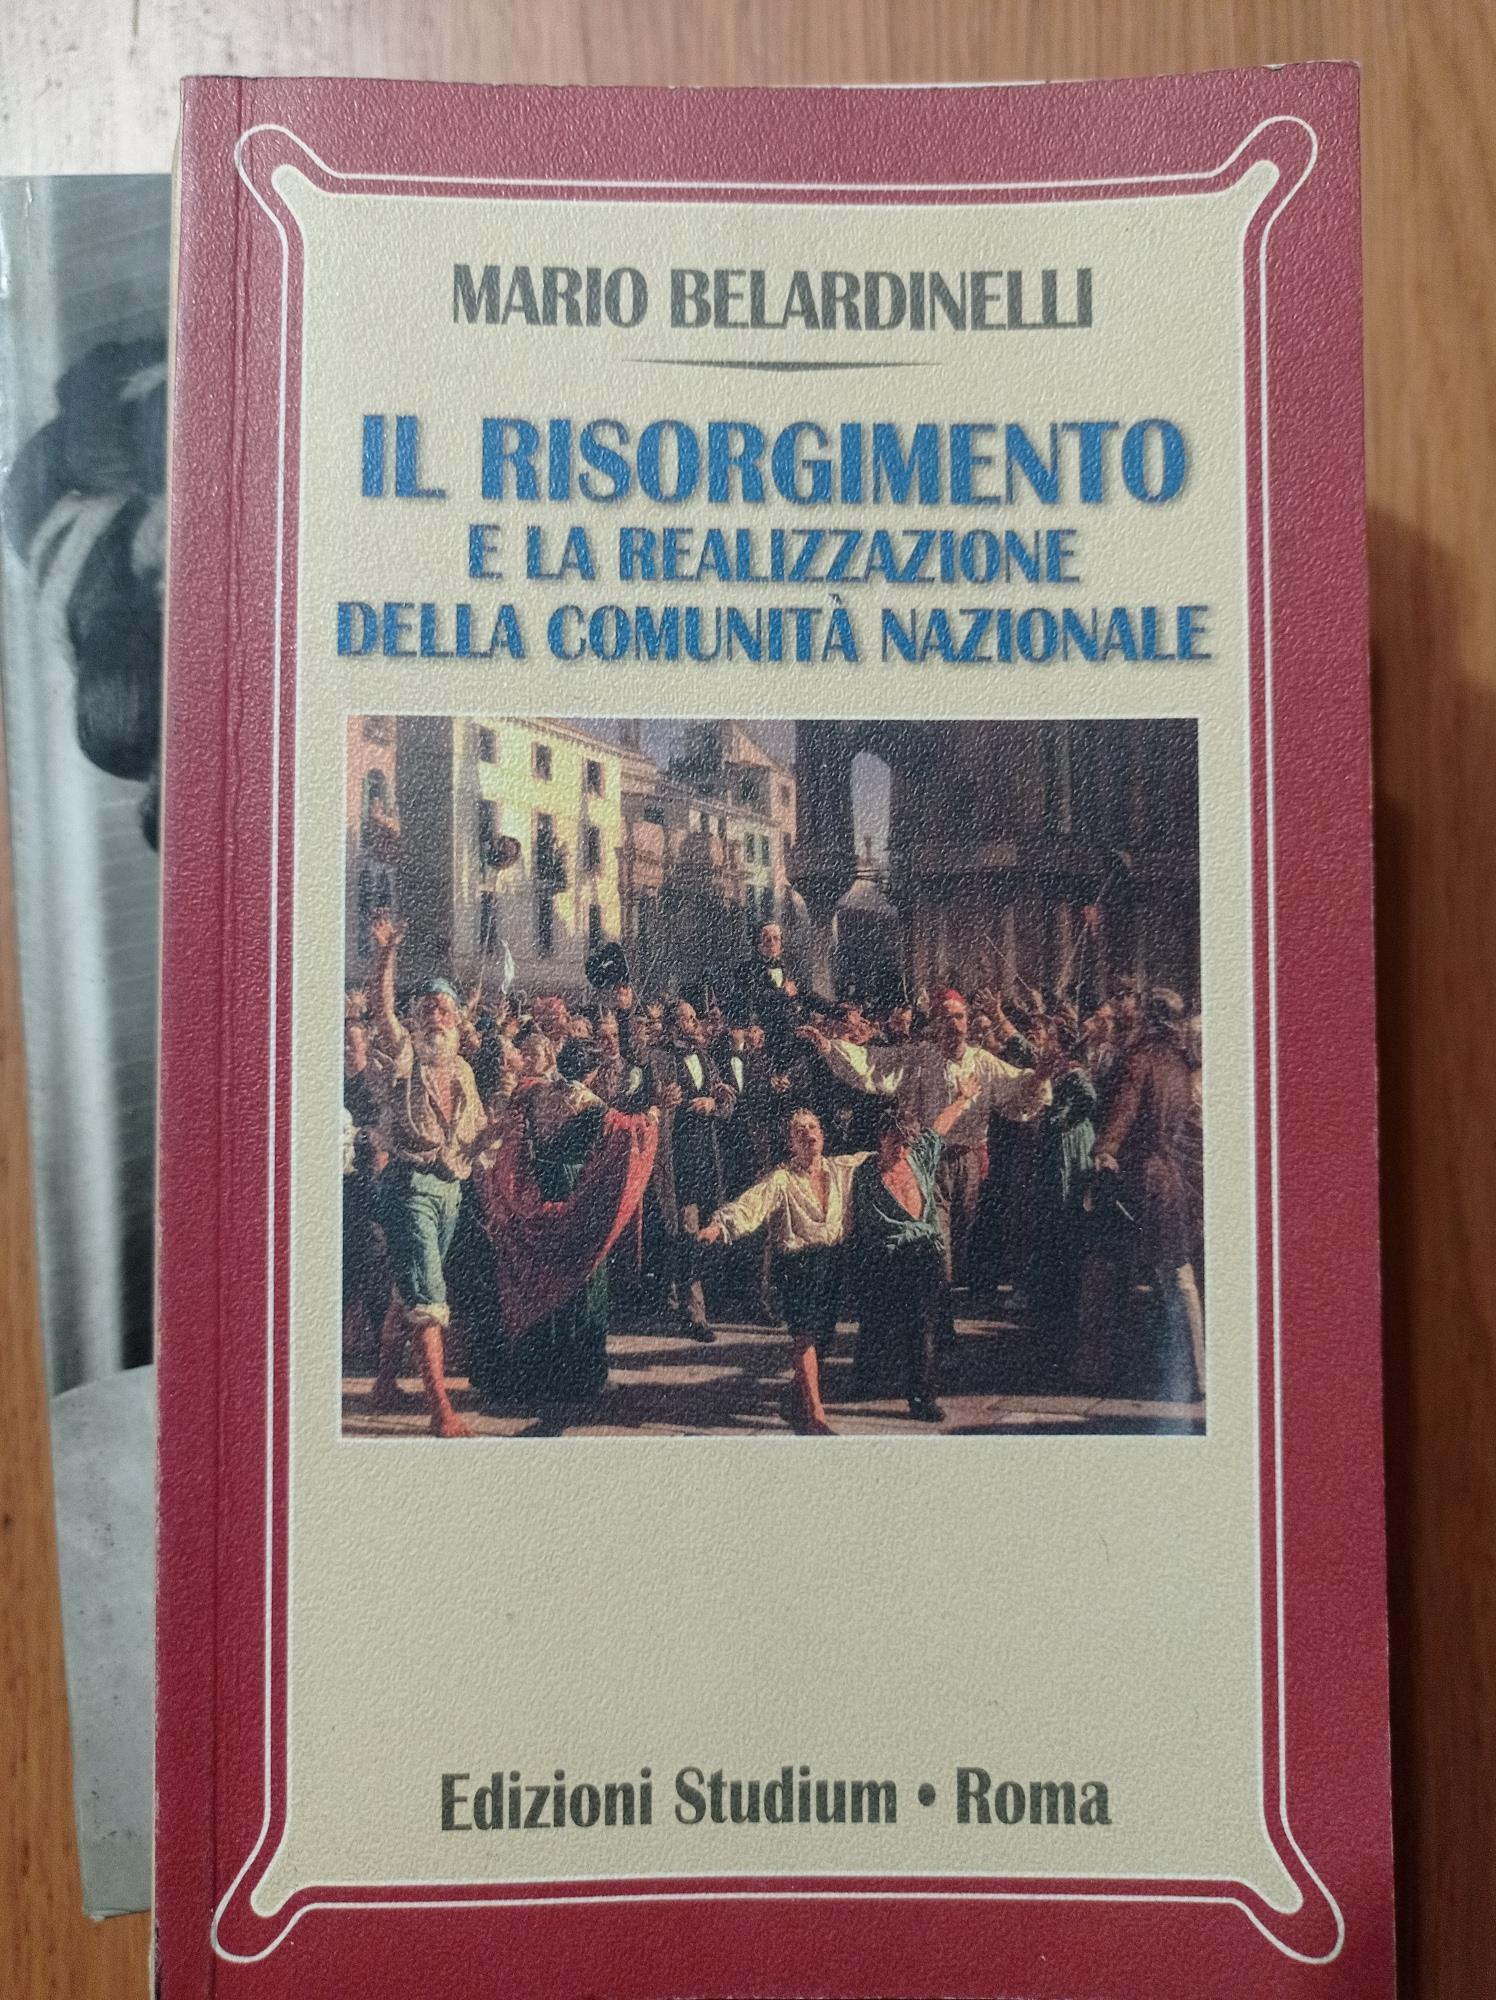 MARIO BELARDINELLI
IL RISORGIMENTO
E LA REALIZZAZIONE
DELLA COMUNITÀ NAZIONALE
Edizioni Studium • Roma